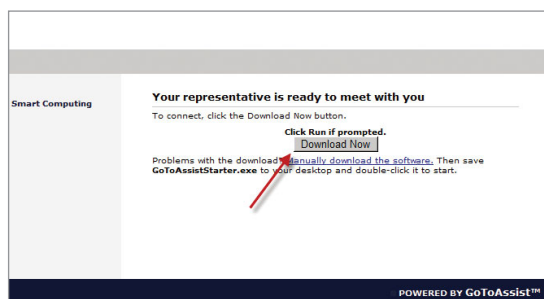 Your representative is ready to meet with you
Smart Computing
To connect, click the Download Now button.
Click Run if prompted.
Download Now
Problems with the download? Manually download the software. Then save
GoToAssistStarter.exe to your desktop and double-click it to start.
POWERED BY GoToAssist™